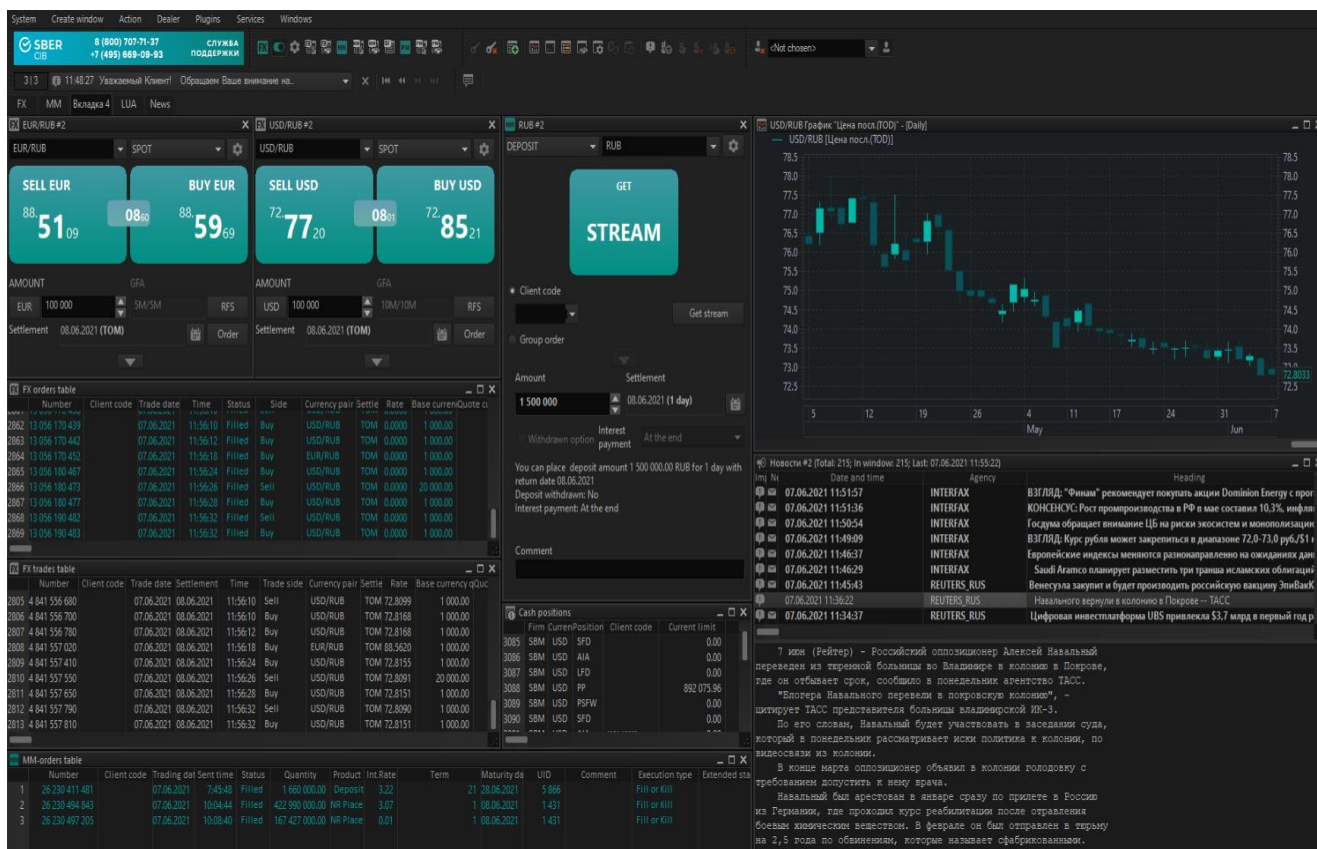 System Create window Action Dealer Plugins Services Windows
SBER CIB 8 (800) 707-71-37 +7 (495) 669-09-93 СЛУЖБА ПОДДЕРЖКИ
<Not chosen>
3|3 11:48:27 Уважаемый Клиент! Обращаем Ваше внимание на..
FX MM Вкладка 4 LUA News
EUR/RUB #2
EUR/RUB SPOT
SELL EUR BUY EUR
88. 51 09 08 60 88. 59 69
AMOUNT GFA
EUR 100 000 5M/5M RFS
Settlement 08.06.2021 (TOM) Order
USD/RUB #2
USD/RUB SPOT
SELL USD BUY USD
72. 77 20 08 01 72. 85 21
AMOUNT GFA
USD 100 000 10M/10M RFS
Settlement 08.06.2021 (TOM) Order
RUB #2
DEPOSIT RUB
GET
STREAM
Client code
Get stream
Group order
Amount Settlement
1 500 000 08.06.2021 (1 day)
Withdrawn option Interest payment At the end
You can place deposit amount 1 500 000.00 RUB for 1 day with
return date 08.06.2021
Deposit withdrawn: No
Interest payment: At the end
Comment
USD/RUB График "Цена посл.(TOD)" - [Daily]
USD/RUB [Цена посл.(TOD)]
78.5 78.5
78.0 78.0
77.5 77.5
77.0 77.0
76.5 76.5
76.0 76.0
75.5 75.5
75.0 75.0
74.5 74.5
74.0 74.0
73.5 73.5
73.0
72.8033
72.5 72.5
5 12 19 26 4 11 17 24 31 7
May Jun
FX orders table
Number Client code Trade date Time Status Side Currency pair Settle Rate Base curren Quote cu
2862 13 056 170 439 07.06.2021 11:56:10 Filled Buy USD/RUB TOM 0.0000 1 000.00
2863 13 056 170 442 07.06.2021 11:56:12 Filled Buy USD/RUB TOM 0.0000 1 000.00
2864 13 056 170 452 07.06.2021 11:56:18 Filled Buy EUR/RUB TOM 0.0000 1 000.00
2865 13 056 180 467 07.06.2021 11:56:24 Filled Buy USD/RUB TOM 0.0000 1 000.00
2866 13 056 180 473 07.06.2021 11:56:26 Filled Sell USD/RUB TOM 0.0000 20 000.00
2867 13 056 180 477 07.06.2021 11:56:28 Filled Buy USD/RUB TOM 0.0000 1 000.00
2868 13 056 190 482 07.06.2021 11:56:32 Filled Sell USD/RUB TOM 0.0000 1 000.00
2869 13 056 190 483 07.06.2021 11:56:32 Filled Buy USD/RUB TOM 0.0000 1 000.00
FX trades table
Number Client code Trade date Settlement Time Trade side Currency pair Settle Rate Base currency q Quc
2805 4 841 556 680 07.06.2021 08.06.2021 11:56:10 Sell USD/RUB TOM 72.8099 1 000.00
2806 4 841 556 700 07.06.2021 08.06.2021 11:56:10 Buy USD/RUB TOM 72.8168 1 000.00
2807 4 841 556 780 07.06.2021 08.06.2021 11:56:12 Buy USD/RUB TOM 72.8168 1 000.00
2808 4 841 557 020 07.06.2021 08.06.2021 11:56:18 Buy EUR/RUB TOM 88.5620 1 000.00
2809 4 841 557 410 07.06.2021 08.06.2021 11:56:24 Buy USD/RUB TOM 72.8155 1 000.00
2810 4 841 557 550 07.06.2021 08.06.2021 11:56:26 Sell USD/RUB TOM 72.8091 20 000.00
2811 4 841 557 650 07.06.2021 08.06.2021 11:56:28 Buy USD/RUB TOM 72.8151 1 000.00
2812 4 841 557 790 07.06.2021 08.06.2021 11:56:32 Sell USD/RUB TOM 72.8090 1 000.00
2813 4 841 557 810 07.06.2021 08.06.2021 11:56:32 Buy USD/RUB TOM 72.8151 1 000.00
Cash positions
Firm Curren Position Client code Current limit
3085 SBM USD SFD 0.00
3086 SBM USD AIA 0.00
3087 SBM USD LFD 0.00
3088 SBM USD PP 892 075.96
3089 SBM USD PSFW 0.00
3090 SBM USD SFD 0.00
MM-orders table
Number Client code Trading dat Sent time Status Quantity Product Int.Rate Term Maturity da UID Comment Execution type Extended sta
1 26 230 411 481 07.06.2021 7:45:48 Filled 1 660 000.00 Deposit 3.22 21 28.06.2021 5 866 Fill or Kill
2 26 230 494 843 07.06.2021 10:04:44 Filled 422 990 000.00 NR Place 3.07 1 08.06.2021 1 431 Fill or Kill
3 26 230 497 205 07.06.2021 10:08:40 Filled 167 427 000.00 NR Place 0.01 1 08.06.2021 1 431 Fill or Kill
Новости #2 (Total: 215; In window: 215; Last: 07.06.2021 11:55:22)
Date and time Agency Heading
07.06.2021 11:51:57 INTERFAX ВЗГЛЯД: "Финам" рекомендует покупать акции Dominion Energy с прог
07.06.2021 11:51:36 INTERFAX КОНСЕНСУС: Рост промпроизводства в РФ в мае составил 10,3%, инфля
07.06.2021 11:50:54 INTERFAX Госдума обращает внимание ЦБ на риски экосистем и монополизацию
07.06.2021 11:49:09 INTERFAX ВЗГЛЯД: Курс рубля может закрепиться в диапазоне 72,0-73,0 руб./$1
07.06.2021 11:46:37 INTERFAX Европейские индексы меняются разнонаправленно на ожиданиях дан
07.06.2021 11:46:29 INTERFAX Saudi Aramco планирует разместить три транша исламских облигаций
07.06.2021 11:45:43 REUTERS_RUS Венесуэла закупит и будет производить российскую вакцину ЭпиВакК
07.06.2021 11:36:22 REUTERS_RUS Навального вернули в колонию в Покрове -- ТАСС
07.06.2021 11:34:37 REUTERS_RUS Цифровая инвестплатформа UBS привлекла $3,7 млрд в первый год р
7 июн (Рейтер) - Российский оппозиционер Алексей Навальный
переведен из тюремной больницы во Владимире в колонию в Покрове,
где он отбывает срок, сообщило в понедельник агентство ТАСС.
"Блогера Навального перевели в покровскую колонию", -
цитирует ТАСС представителя больницы владимирской ИК-3.
По его словам, Навальный будет участвовать в заседании суда,
который в понедельник рассматривает иски политика к колонии, по
видеосвязи из колонии.
В конце марта оппозиционер объявил в колонии голодовку с
требованием допустить к нему врача.
Навальный был арестован в январе сразу по прилете в Россию
из Германии, где проходил курс реабилитации после отравления
боевым химическим веществом. В феврале он был отправлен в тюрьму
на 2,5 года по обвинениям, которые называет сфабрикованными.